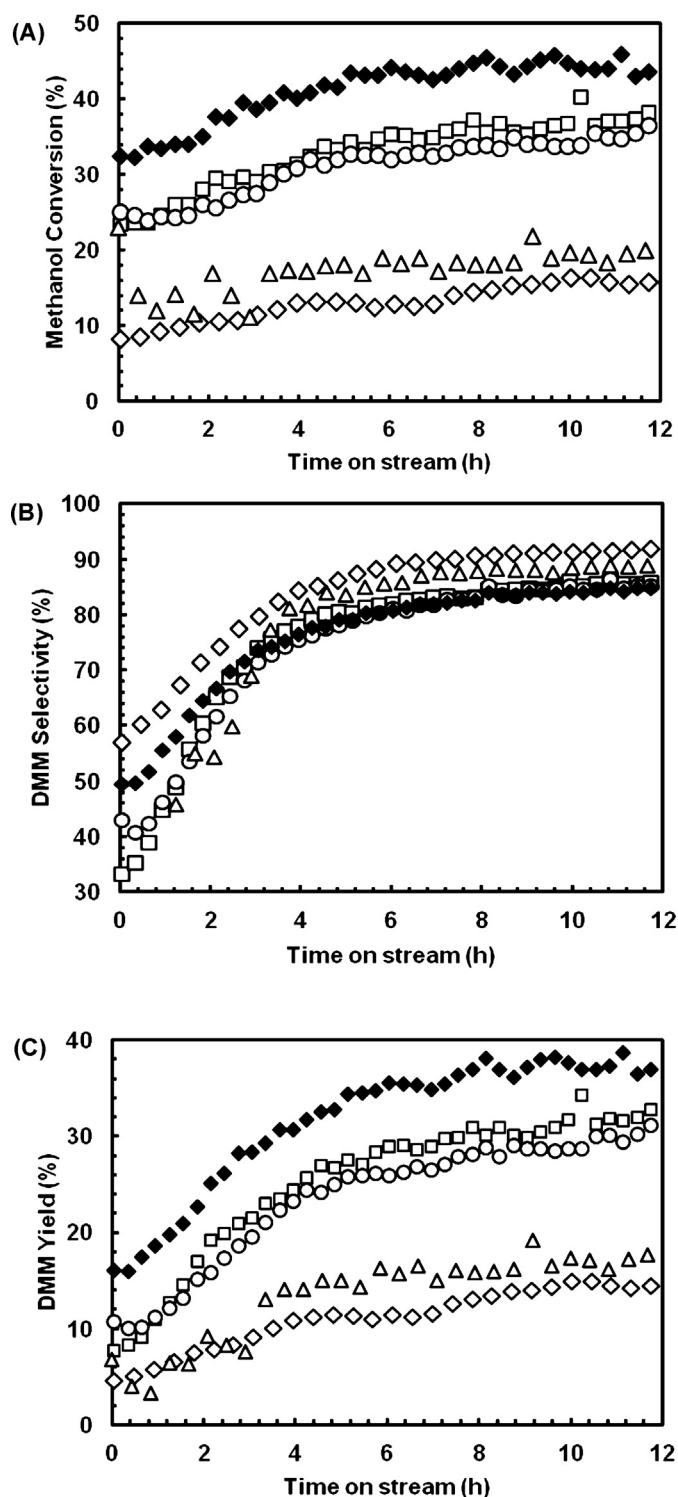 (A)
Methanol Conversion (%)
50
40
30
20
10
0
0 2 4 6 8 10 12
Time on stream (h)
(B)
DMM Selectivity (%)
100
90
80
70
60
50
40
30
0 2 4 6 8 10 12
Time on stream (h)
(C)
DMM Yield (%)
40
30
20
10
0
0 2 4 6 8 10 12
Time on stream (h)